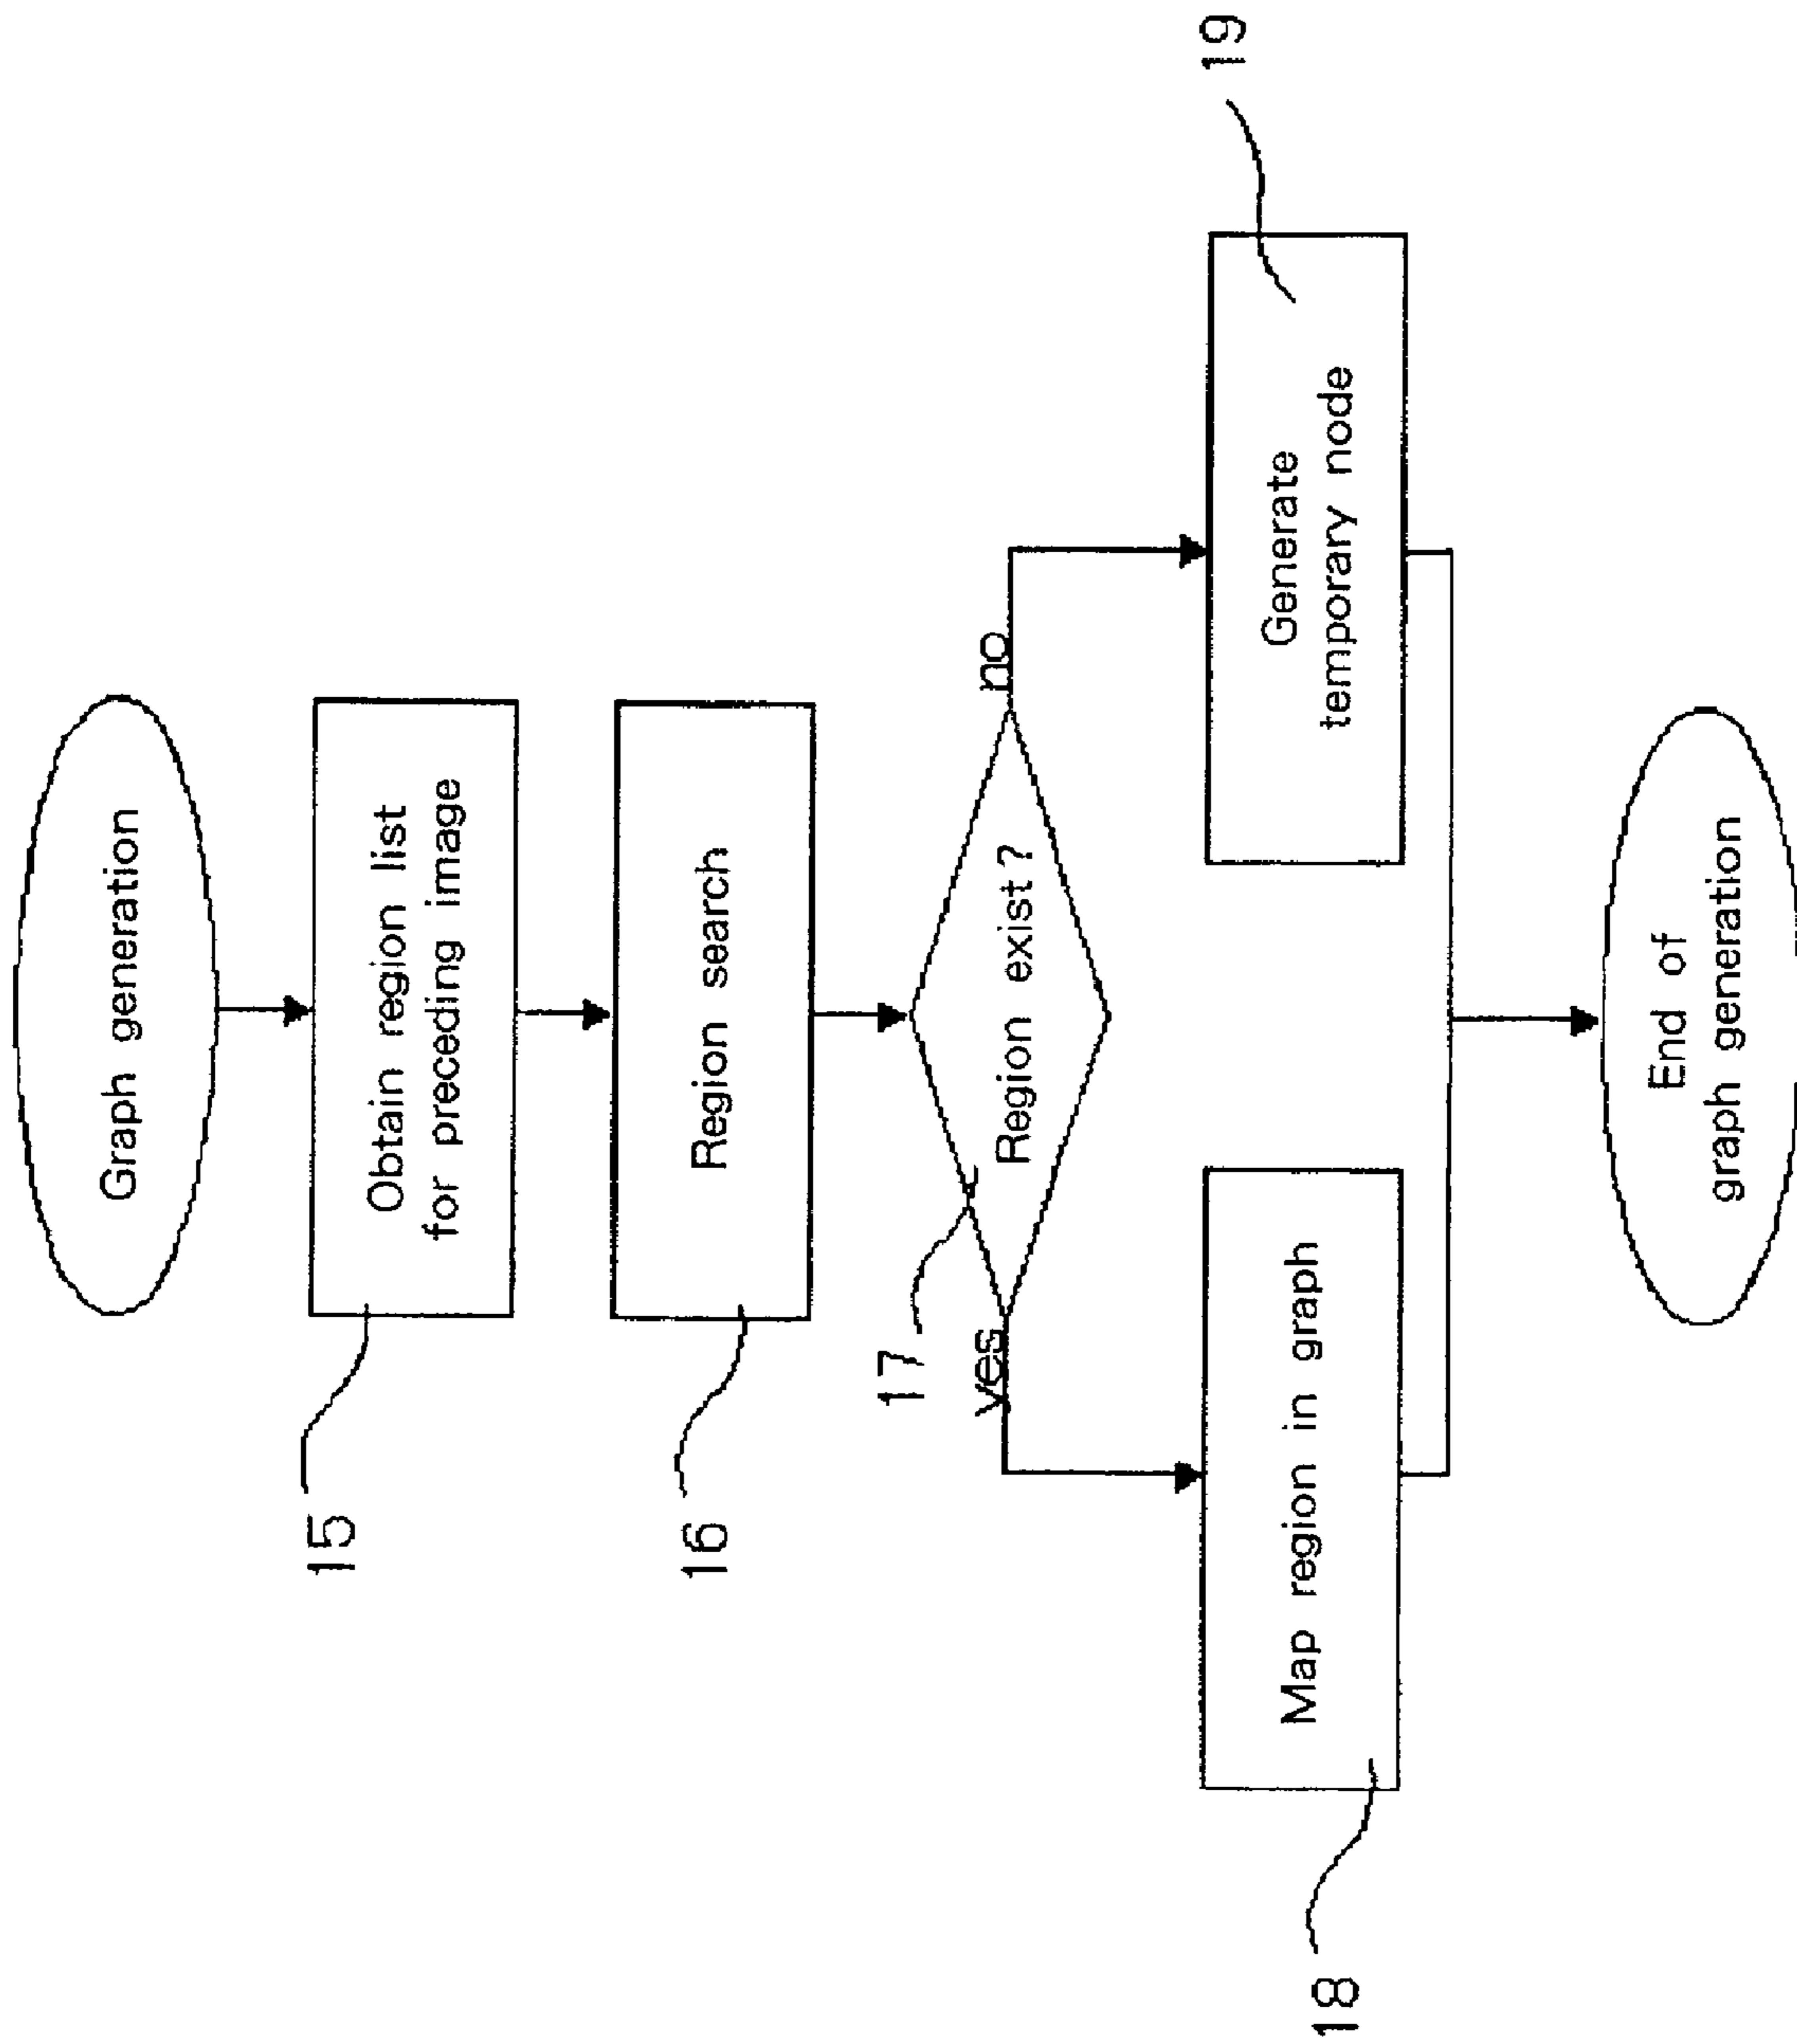 Graph generation
15
Obtain region list
for preceding image
16
Region search
17
Region exist ?
yes
no
18
Map region in graph
19
Generate
temporary node
End of
graph generation